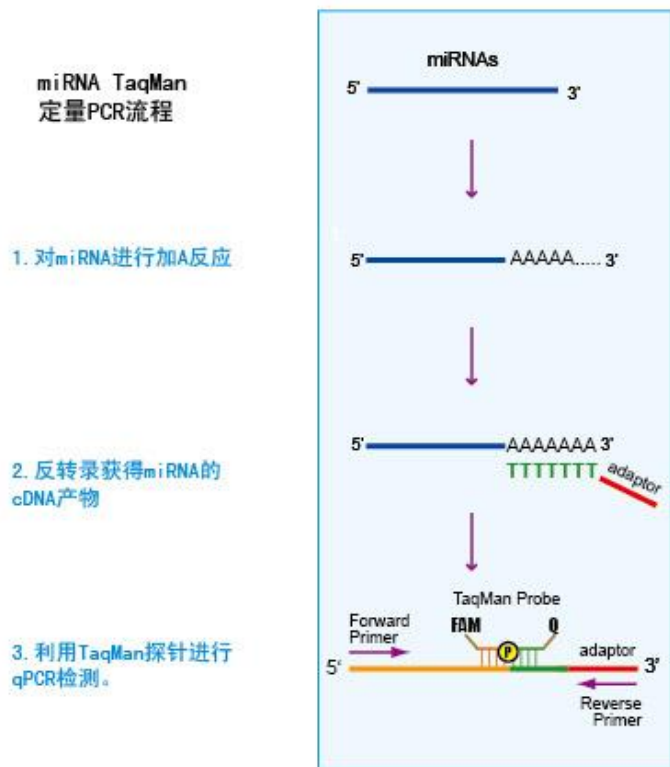 miRNA TaqMan
定量PCR流程
miRNAs
5' 3'
1. 对miRNA进行加A反应
5' AAAAA..... 3'
5' AAAAAAA 3'
TTTTTTT adaptor
2. 反转录获得miRNA的
cDNA产物
TaqMan Probe
Forward
Primer
FAM P Q
3. 利用TaqMan探针进行
qPCR检测。
adaptor
5' 3'
Reverse
Primer